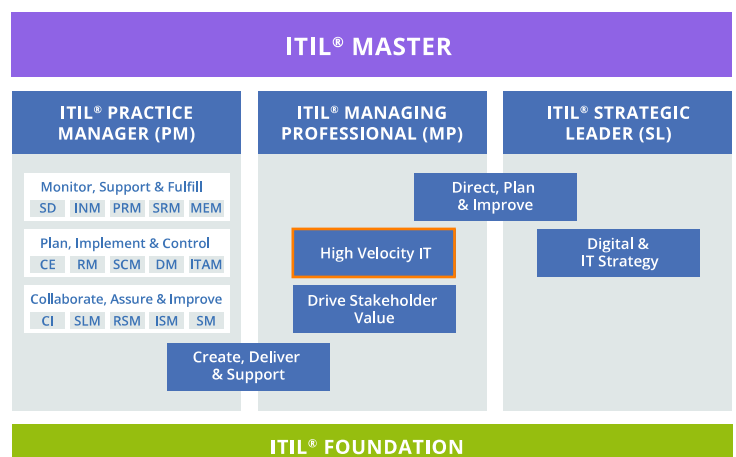 ITIL® MASTER
ITIL® PRACTICE
MANAGER (PM)
Monitor, Support & Fulfill
SD INM PRM SRM MEM
Plan, Implement & Control
CE RM SCM DM ITAM
Collaborate, Assure & Improve
CI SLM RSM ISM SM
ITIL® MANAGING
PROFESSIONAL (MP)
High Velocity IT
Drive Stakeholder
Value
Create, Deliver
& Support
ITIL® STRATEGIC
LEADER (SL)
Direct, Plan
& Improve
Digital &
IT Strategy
ITIL® FOUNDATION